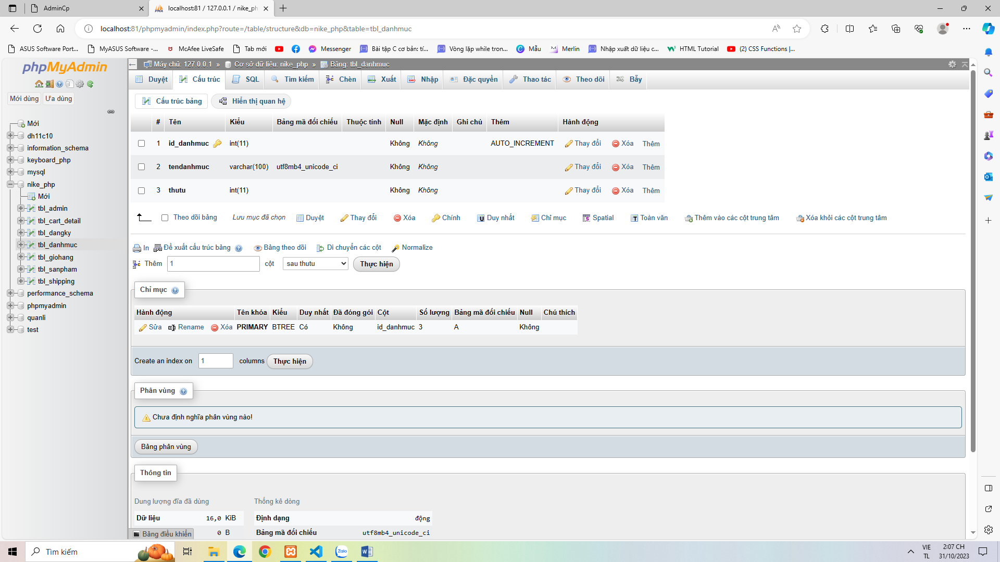 AdminCp
localhost:81 / 127.0.0.1 / nike_ph
localhost:81/phpmyadmin/index.php?route=/table/structure&db=nike_php&table=tbl_danhmuc
ASUS Software Port...
MyASUS Software -...
McAfee LiveSafe
Tab mới
Messenger
Bài tập C cơ bản: tí...
Vòng lặp while tron...
Mẫu
Merlin
Nhập xuất dữ liệu c...
HTML Tutorial
(2) CSS Functions |...
phpMyAdmin
Mới dùng Ưa dùng
Mới
dh11c10
information_schema
keyboard_php
mysql
nike_php
Mới
tbl_admin
tbl_cart_detail
tbl_dangky
tbl_danhmuc
tbl_giohang
tbl_sanpham
tbl_shipping
performance_schema
phpmyadmin
quanli
test
Máy chủ: 127.0.0.1 » Cơ sở dữ liệu: nike_php » Bảng: tbl_danhmuc
Duyệt Cấu trúc SQL Tìm kiếm Chèn Xuất Nhập Đặc quyền Thao tác Theo dõi Bẫy
Cấu trúc bảng Hiển thị quan hệ
# Tên Kiểu Bảng mã đối chiếu Thuộc tính Null Mặc định Ghi chú Thêm Hành động
1 id_danhmuc int(11) Không Không AUTO_INCREMENT Thay đổi Xóa Thêm
2 tendanhmuc varchar(100) utf8mb4_unicode_ci Không Không Thay đổi Xóa Thêm
3 thutu int(11) Không Không Thay đổi Xóa Thêm
Theo dõi bảng Lưu mục đã chọn Duyệt Thay đổi Xóa Chính Duy nhất Chỉ mục Spatial Toàn văn Thêm vào các cột trung tâm Xóa khỏi các cột trung tâm
In Đề xuất cấu trúc bảng Bảng theo dõi Di chuyển các cột Normalize
Thêm 1 cột sau thutu Thực hiện
Chỉ mục
Hành động Tên khóa Kiểu Duy nhất Đã đóng gói Cột Số lượng Bảng mã đối chiếu Null Chú thích
Sửa Rename Xóa PRIMARY BTREE Có Không id_danhmuc 3 A Không
Create an index on 1 columns Thực hiện
Phân vùng
Chưa định nghĩa phân vùng nào!
Bảng phân vùng
Thông tin
Dung lượng đĩa đã dùng Thống kê dòng
Dữ liệu 16,0 KiB Định dạng động
Bảng điều khiển 0 B Bảng mã đối chiếu utf8mb4_unicode_ci
Tìm kiếm
Zalo
VIE
TL
2:07 CH
31/10/2023